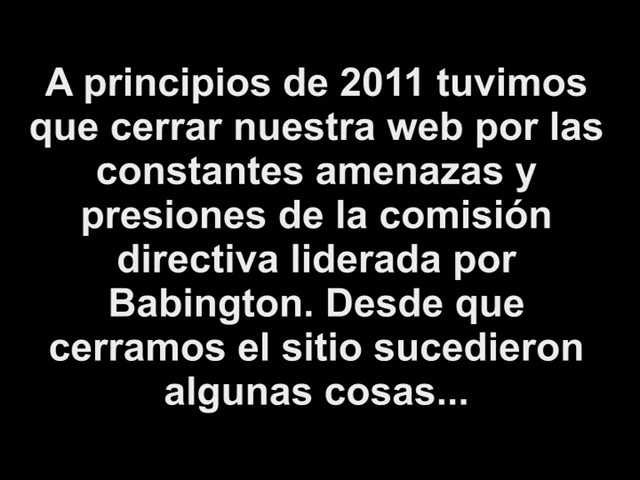 A principios de 2011 tuvimos
que cerrar nuestra web por las
constantes amenazas y
presiones de la comisión
directiva liderada por
Babington. Desde que
cerramos el sitio sucedieron
algunas cosas...